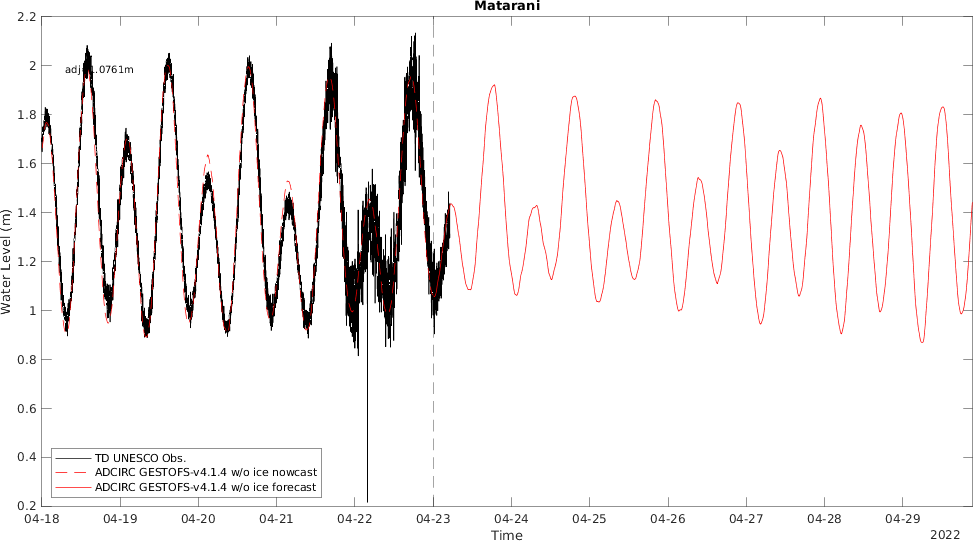 Matarani
2.2
2
1.8
1.6
1.4
1.2
1
0.8
0.6
0.4
0.2
Water Level (m)
.0761m
TD UNESCO Obs.
ADCIRC GESTOFS-v4.1.4 w/o ice nowcast
ADCIRC GESTOFS-v4.1.4 w/o ice forecast
04-18 04-19 04-20 04-21 04-22 04-23 04-24 04-25 04-26 04-27 04-28 04-29
Time
2022